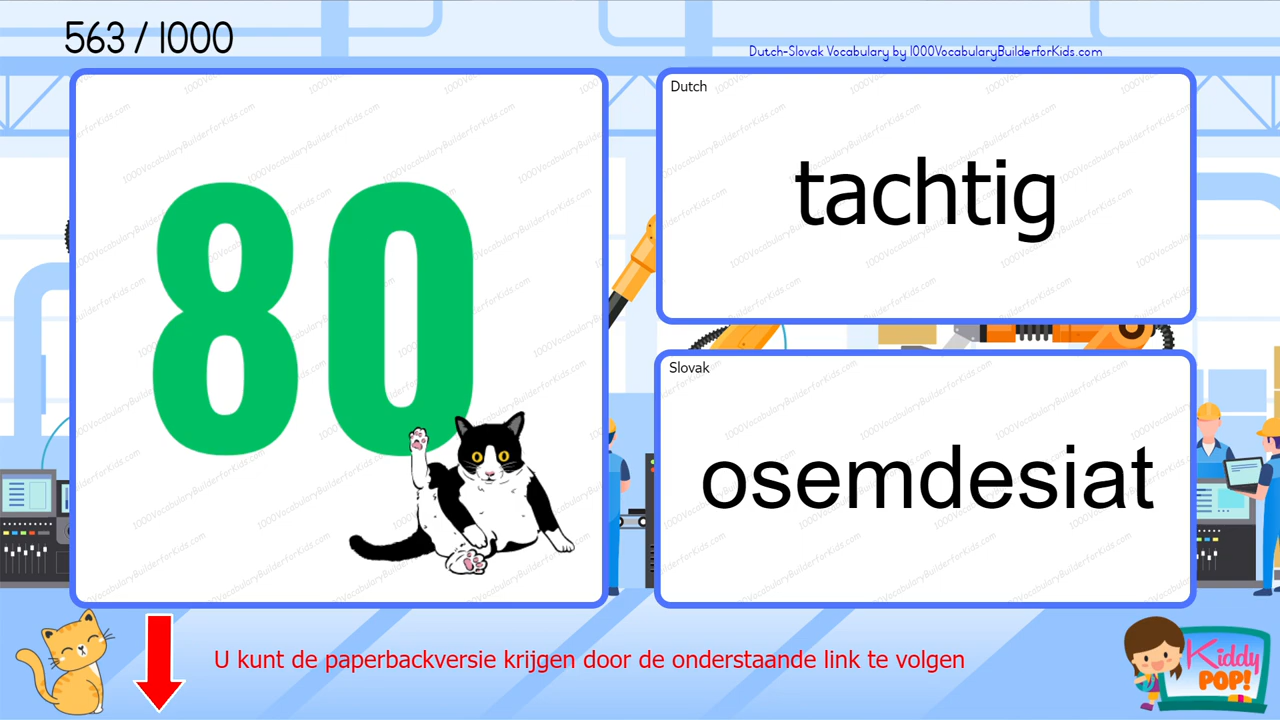 563 / 1000
Dutch-Slovak Vocabulary by 1000VocabularyBuilderforKids.com
80
Dutch
tachtig
Slovak
osemdesiat
U kunt de paperbackversie krijgen door de onderstaande link te volgen
Kiddy
POP!